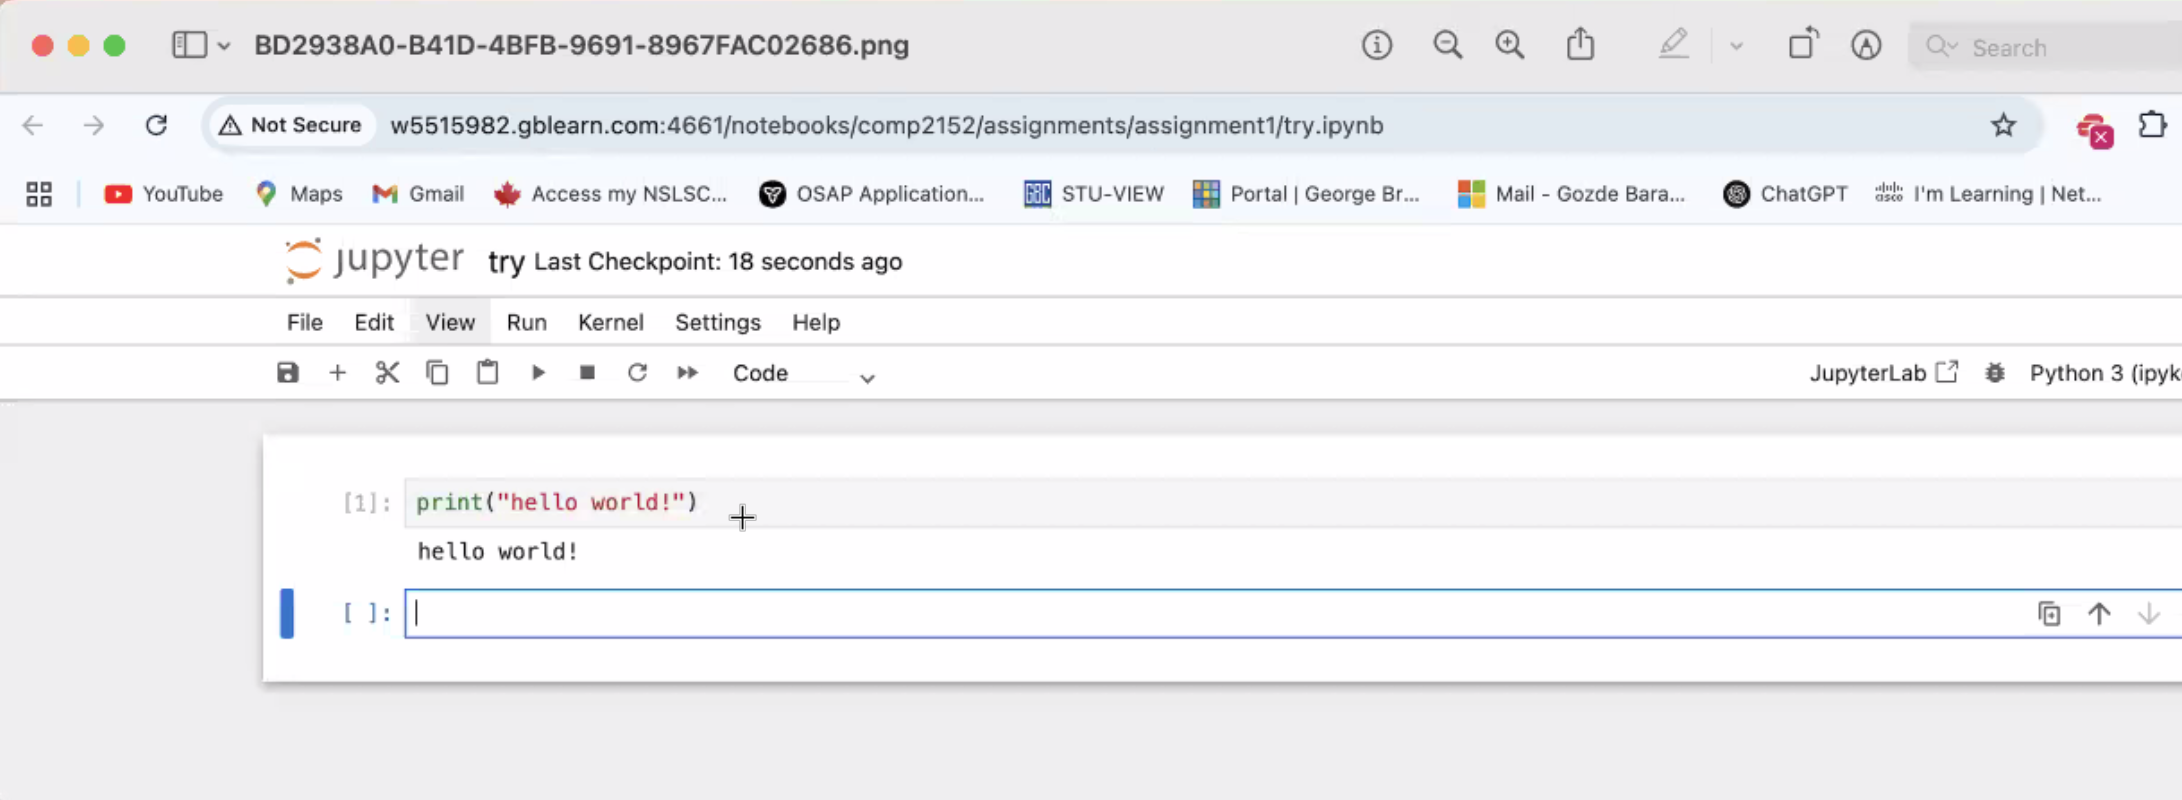 BD2938A0-B41D-4BFB-9691-8967FAC02686.png
Search
Not Secure w5515982.gblearn.com:4661/notebooks/comp2152/assignments/assignment1/try.ipynb
YouTube Maps Gmail Access my NSLSC... OSAP Application... GBC STU-VIEW Portal | George Br... Mail - Gozde Bara... ChatGPT cisco I'm Learning | Net...
jupyter try Last Checkpoint: 18 seconds ago
File Edit View Run Kernel Settings Help
Code JupyterLab Python 3 (ipyk
[1]: print("hello world!")
hello world!
[ ]: